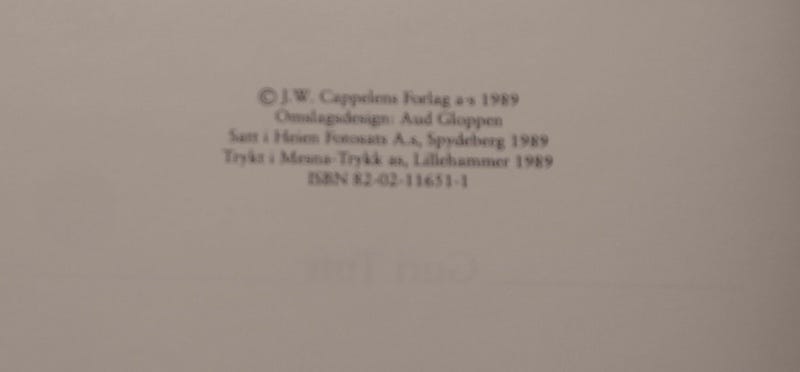 © J.W. Cappelens Forlag a·s 1989
Omslagsdesign: Aud Gloppen
Satt i Heien Fotosats A.s, Spydeberg 1989
Trykt i Mesna-Trykk as, Lillehammer 1989
ISBN 82-02-11651-1